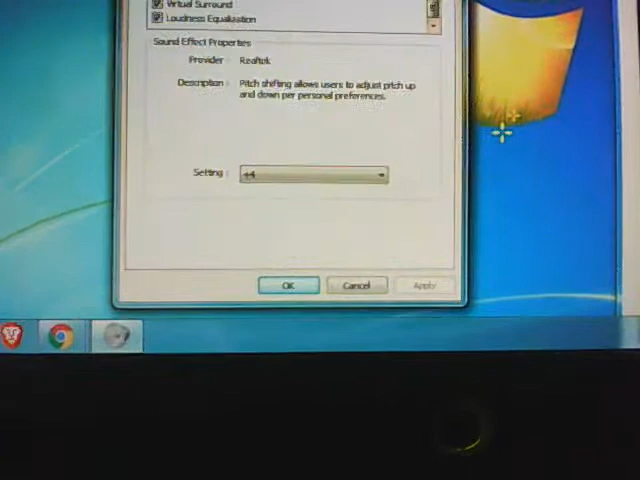 Virtual Surround
Loudness Equalization
Sound Effect Properties
Provider : Realtek
Description : Pitch shifting allows users to adjust pitch up
and down per personal preferences.
Setting : +4
OK Cancel Apply